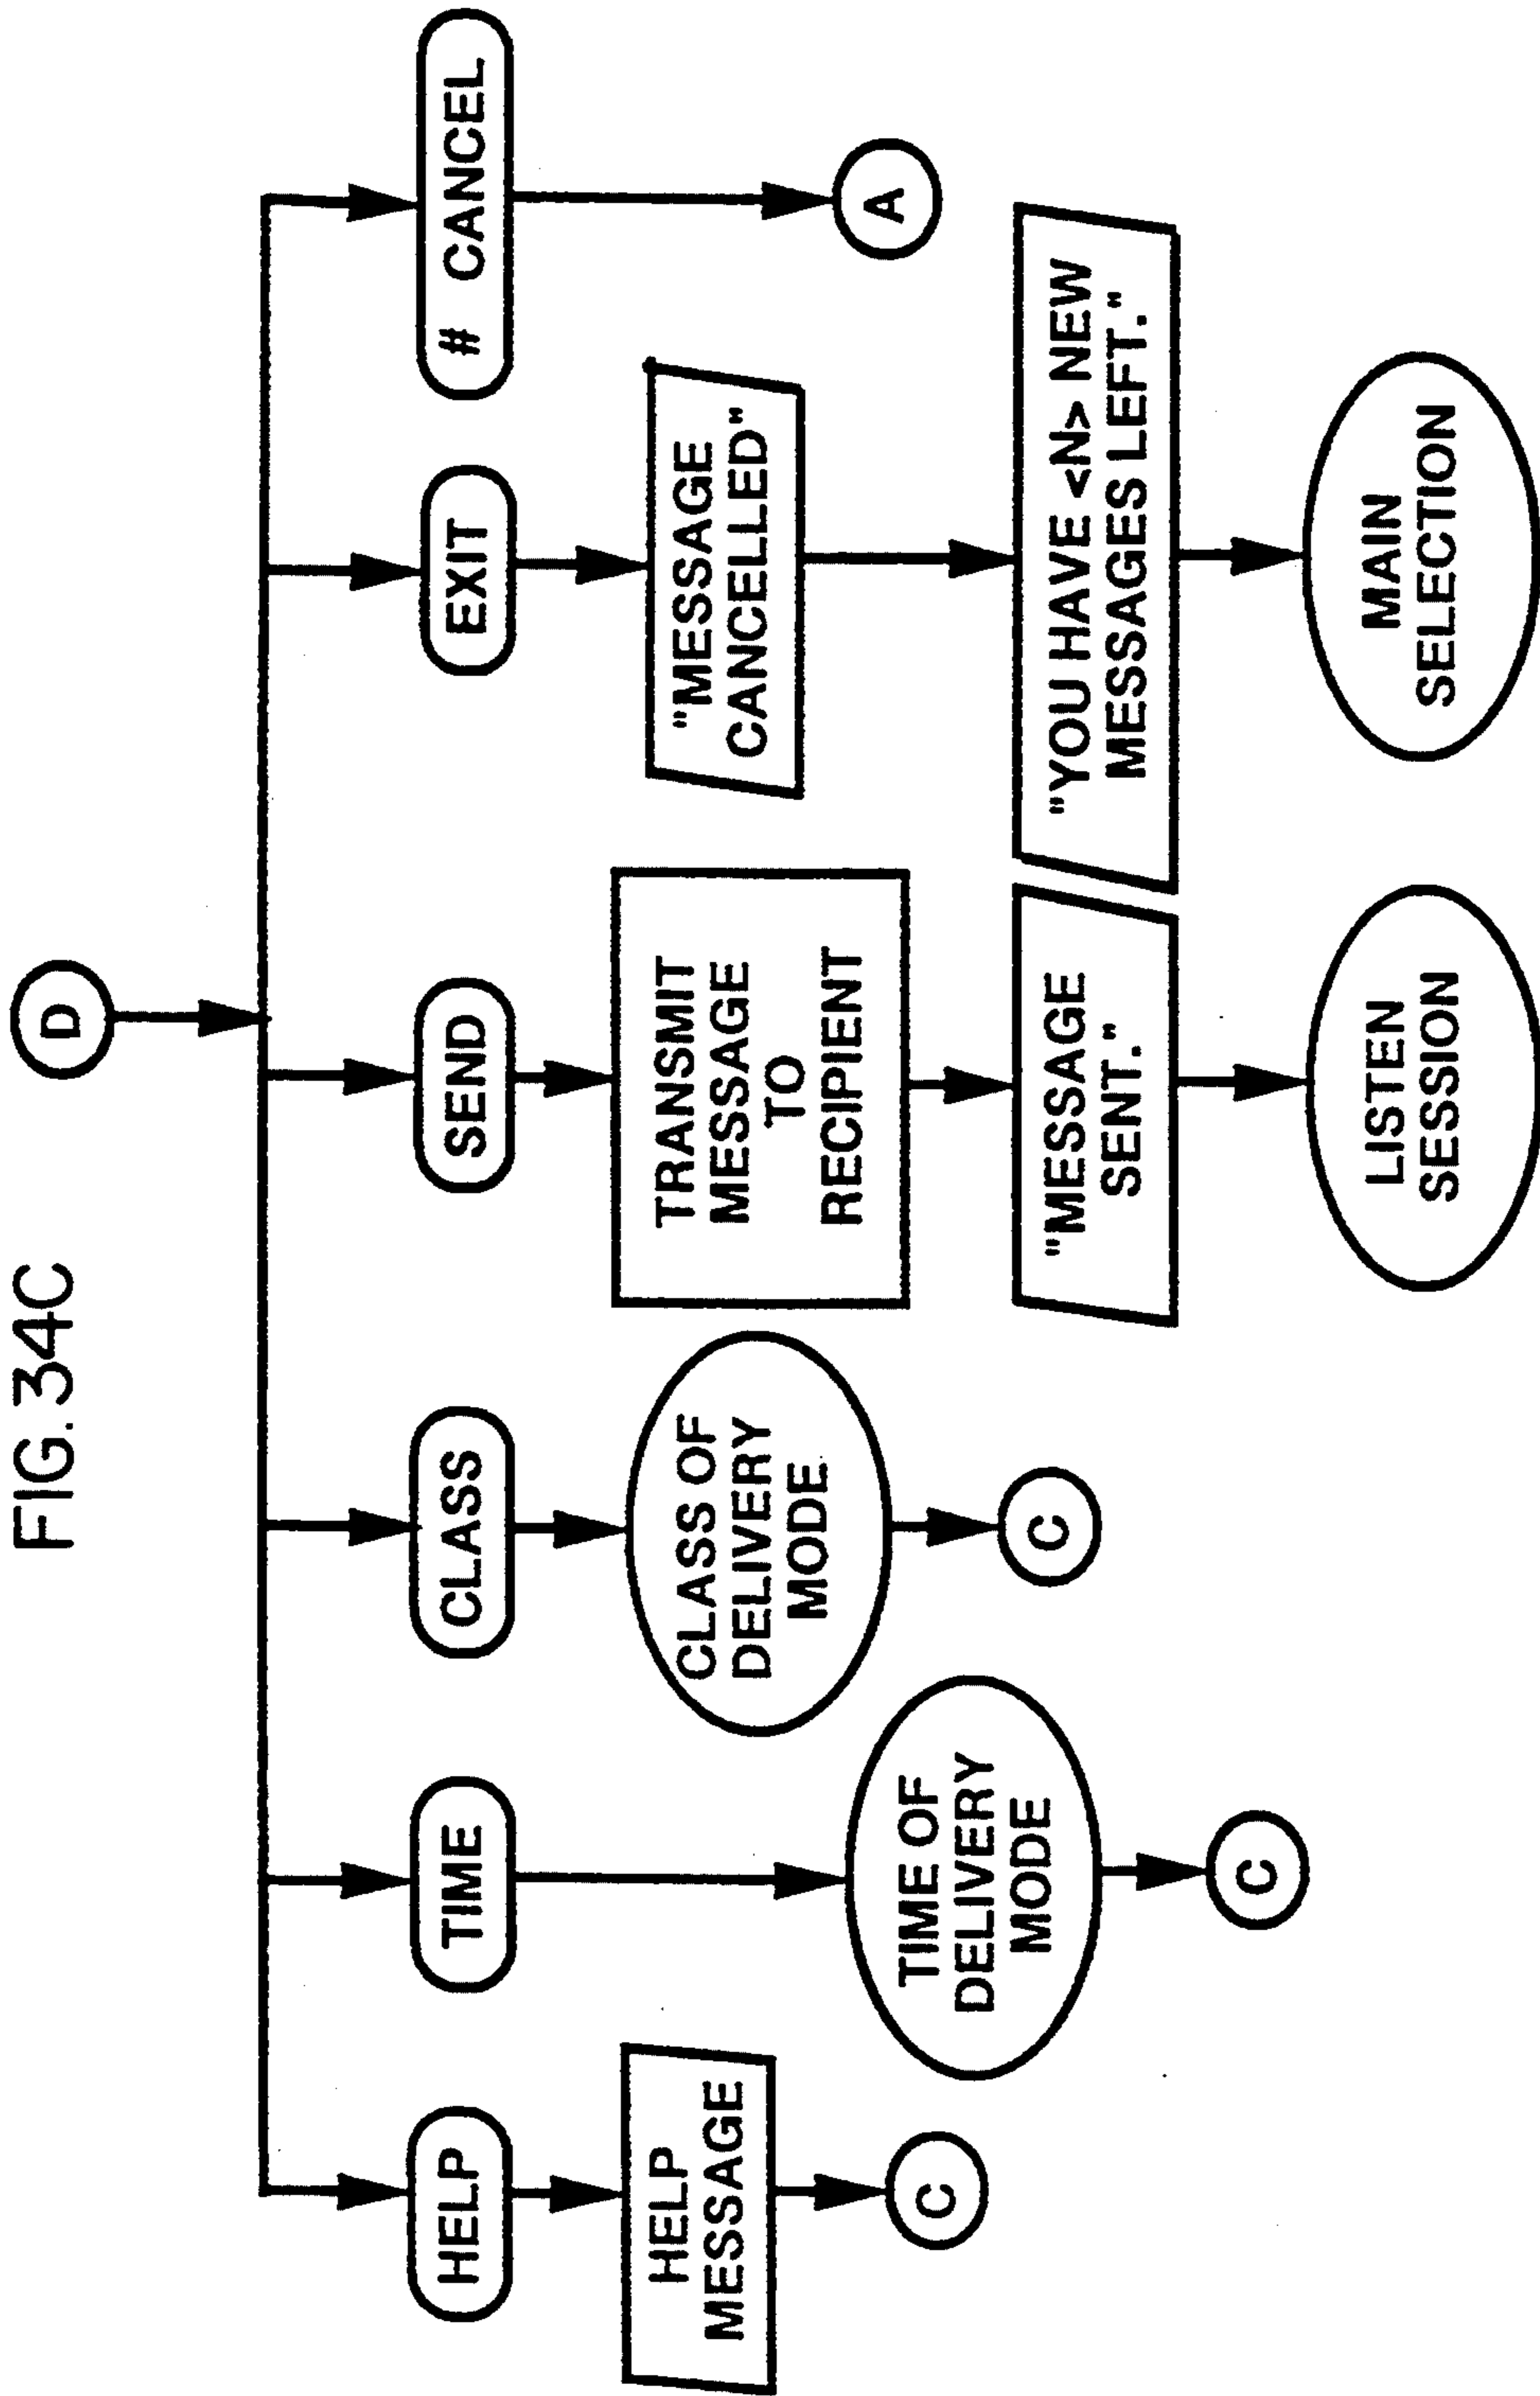 FIG. 34C
D
HELP
TIME
CLASS
SEND
EXIT
# CANCEL
HELP
MESSAGE
C
TIME OF
DELIVERY
MODE
C
CLASS OF
DELIVERY
MODE
C
TRANSMIT
MESSAGE
TO
RECIPIENT
"MESSAGE
SENT."
LISTEN
SESSION
"MESSAGE
CANCELLED"
"YOU HAVE <N> NEW
MESSAGES LEFT."
MAIN
SELECTION
A